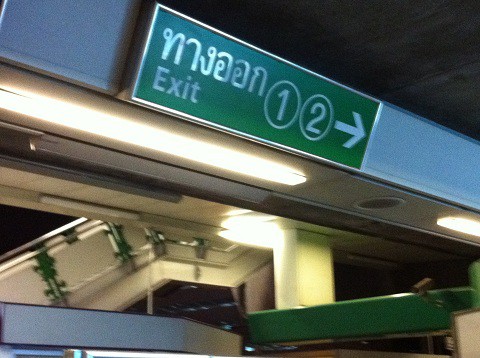 ทางออก
Exit 1 2 →